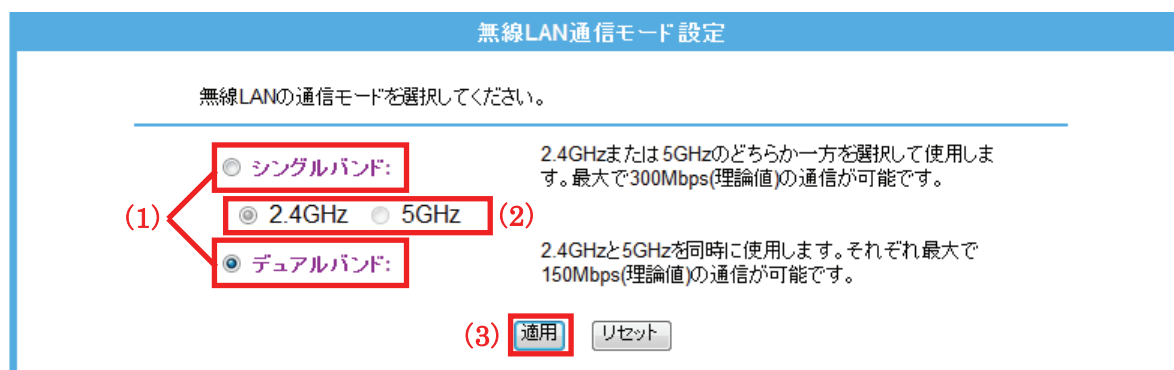 無線LAN通信モード設定
無線LANの通信モードを選択してください。
シングルバンド:
2.4GHzまたは5GHzのどちらか一方を選択して使用しま
す。最大で300Mbps(理論値)の通信が可能です。
(1)
2.4GHz 5GHz
(2)
デュアルバンド:
2.4GHzと5GHzを同時に使用します。それぞれ最大で
150Mbps(理論値)の通信が可能です。
(3) 適用 リセット